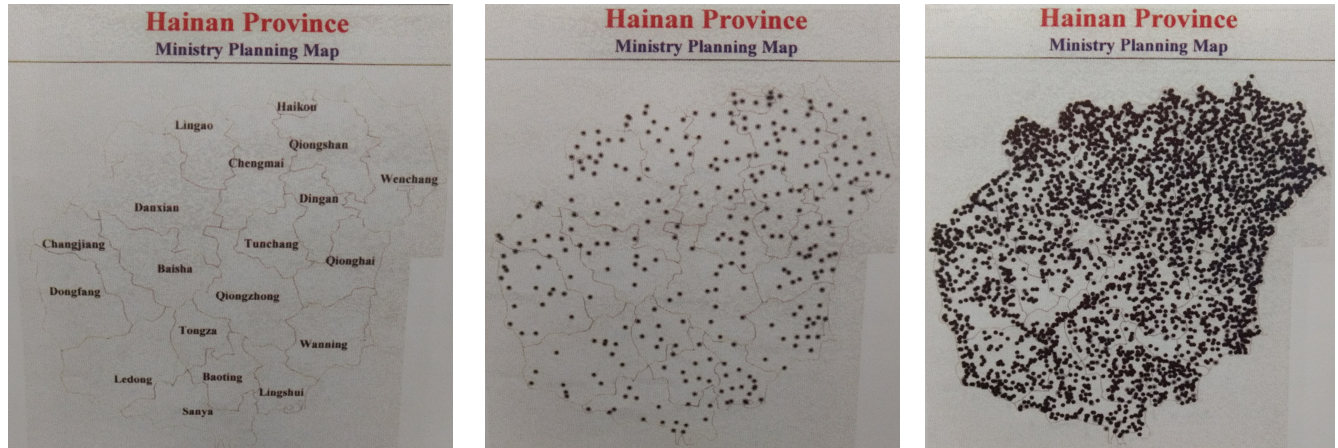 Hainan Province
Ministry Planning Map
Haikou
Lingao
Qiongshan
Chengmai
Wenchang
Dingan
Danxian
Changjiang
Tunchang
Qionghai
Baisha
Dongfang
Qiongzhong
Tongza
Wanning
Ledong
Baoting
Lingshui
Sanya
Hainan Province
Ministry Planning Map
Hainan Province
Ministry Planning Map